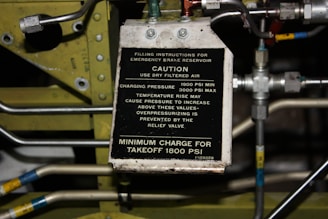 FILLING INSTRUCTIONS FOR
EMERGENCY BRAKE RESERVOIR
CAUTION
USE DRY FILTERED AIR
CHARGING PRESSURE 1800 PSI MIN
MAX
TEMPERATURE RISE MAY
CAUSE PRESSURE TO INCREASE
ABOVE THESE VALUES-
OVERPRESSURIZING IS
PREVENTED BY THE
RELIEF VALVE
MINIMUM CHARGE FOR
TAKEOFF 1800 PSI